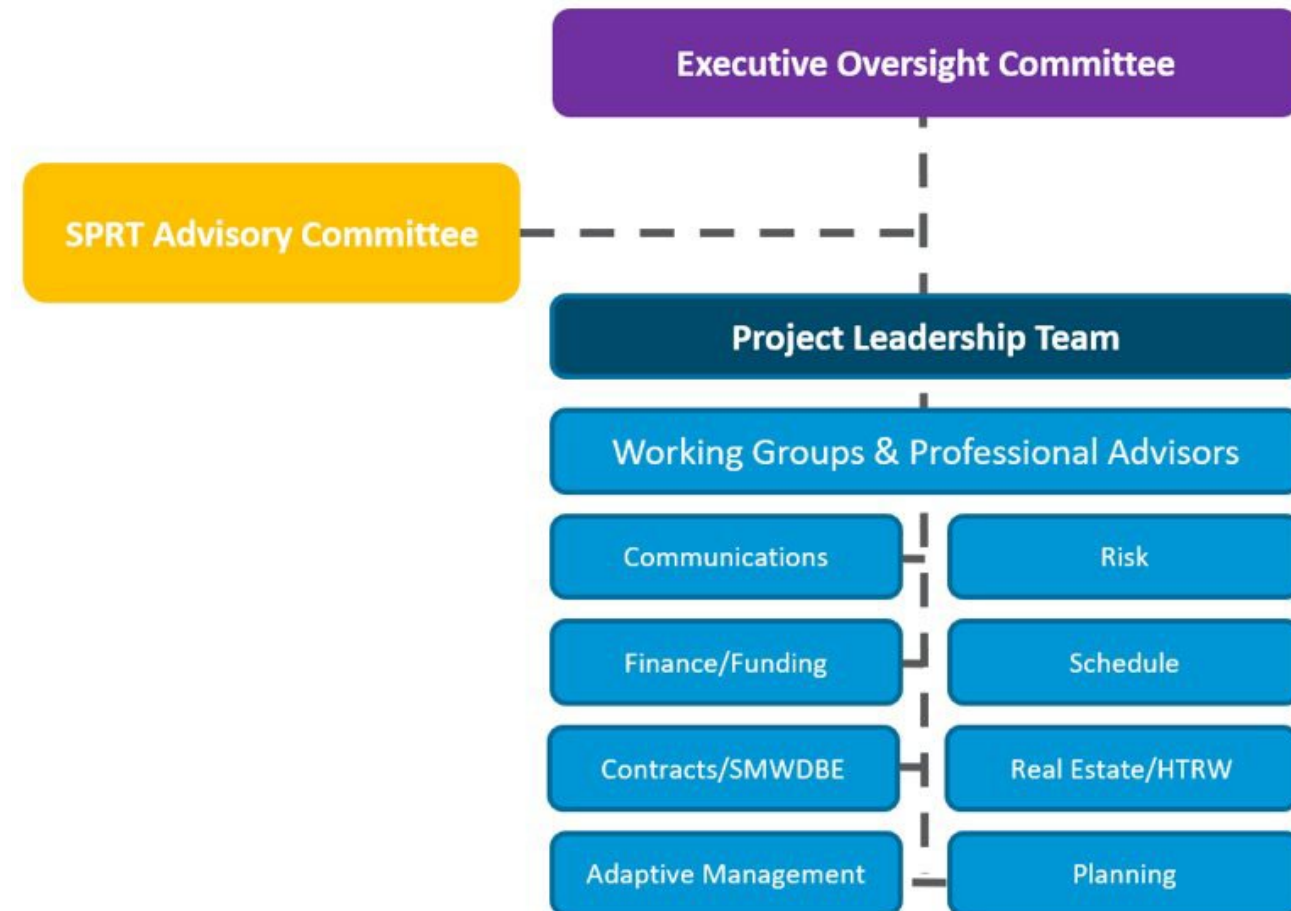 Executive Oversight Committee
SPRT Advisory Committee
Project Leadership Team
Working Groups & Professional Advisors
Communications
Risk
Finance/Funding
Schedule
Contracts/SMWDBE
Real Estate/HTRW
Adaptive Management
Planning